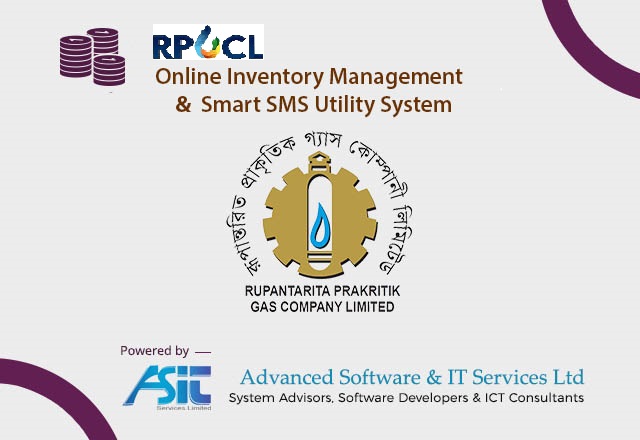 RPGCL
Online Inventory Management
& Smart SMS Utility System
রূপান্তরিত প্রাকৃতিক গ্যাস কোম্পানী লিমিটেড
RUPANTARITA PRAKRITIK
GAS COMPANY LIMITED
Powered by
ASIT
Services Limited
Advanced Software & IT Services Ltd
System Advisors, Software Developers & ICT Consultants